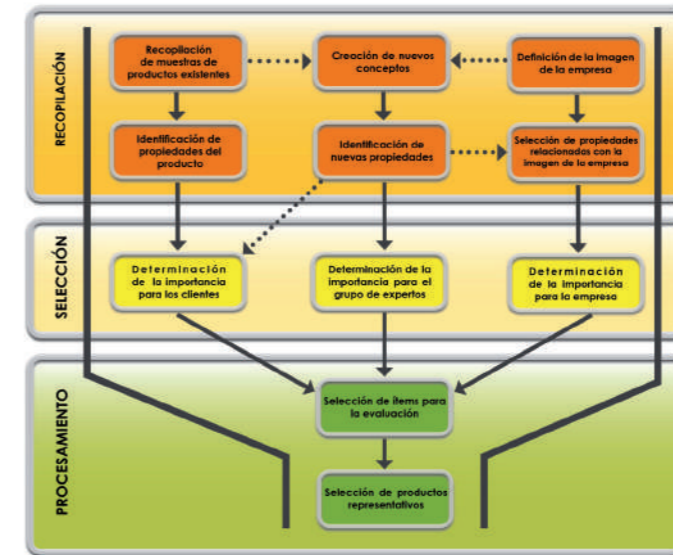 RECOPILACIÓN
Recopilación
de muestras de
productos existentes
Creación de nuevos
conceptos
Definición de la imagen
de la empresa
Identificación de
propiedades del
producto
Identificación de
nuevas propiedades
Selección de propiedades
relacionadas con la
imagen de la empresa
SELECCIÓN
Determinación
de la importancia
para los clientes
Determinación de la
importancia para el
grupo de expertos
Determinación
de la importancia
para la empresa
PROCESAMIENTO
Selección de ítems para
la evaluación
Selección de productos
representativos